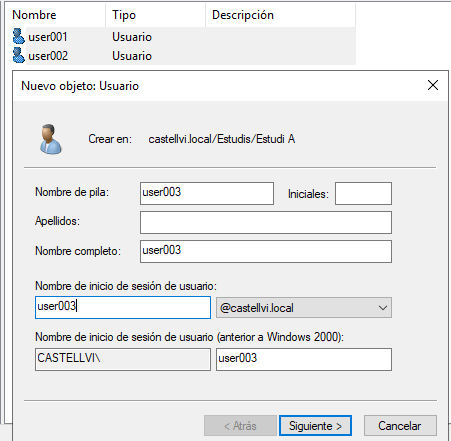 Nombre Tipo Descripción
user001 Usuario
user002 Usuario
Nuevo objeto: Usuario
Crear en: castellvi.local/Estudis/Estudi A
Nombre de pila: user003 Iniciales:
Apellidos:
Nombre completo: user003
Nombre de inicio de sesión de usuario:
user003 @castellvi.local
Nombre de inicio de sesión de usuario (anterior a Windows 2000):
CASTELLVI\ user003
< Atrás Siguiente > Cancelar